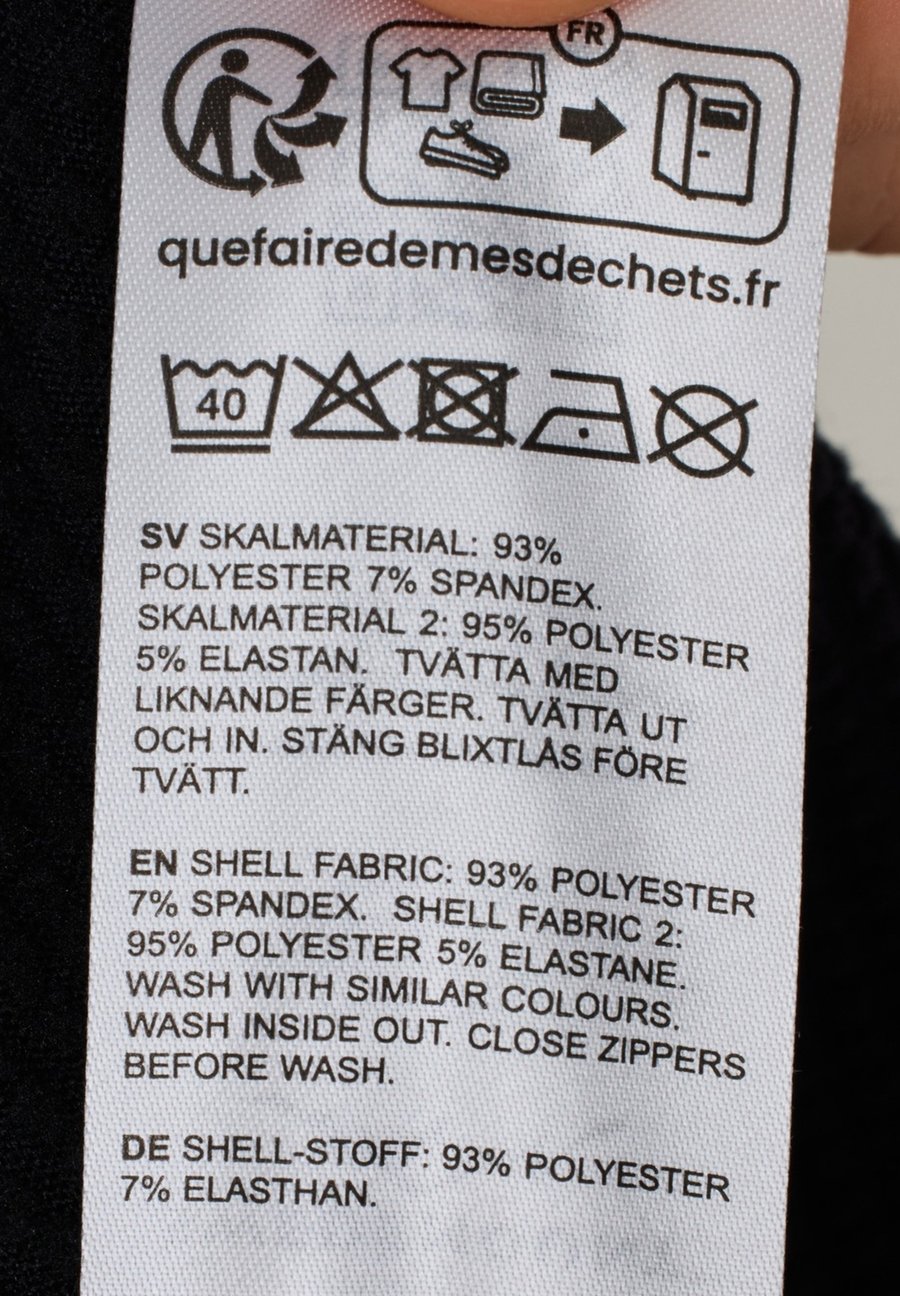 FR
quefairedemesdechets.fr
40
SV SKALMATERIAL: 93%
POLYESTER 7% SPANDEX.
SKALMATERIAL 2: 95% POLYESTER
5% ELASTAN. TVÄTTA MED
LIKNANDE FÄRGER. TVÄTTA UT
OCH IN. STÄNG BLIXTLÅS FÖRE
TVÄTT.
EN SHELL FABRIC: 93% POLYESTER
7% SPANDEX. SHELL FABRIC 2:
95% POLYESTER 5% ELASTANE.
WASH WITH SIMILAR COLOURS.
WASH INSIDE OUT. CLOSE ZIPPERS
BEFORE WASH.
DE SHELL-STOFF: 93% POLYESTER
7% ELASTHAN.